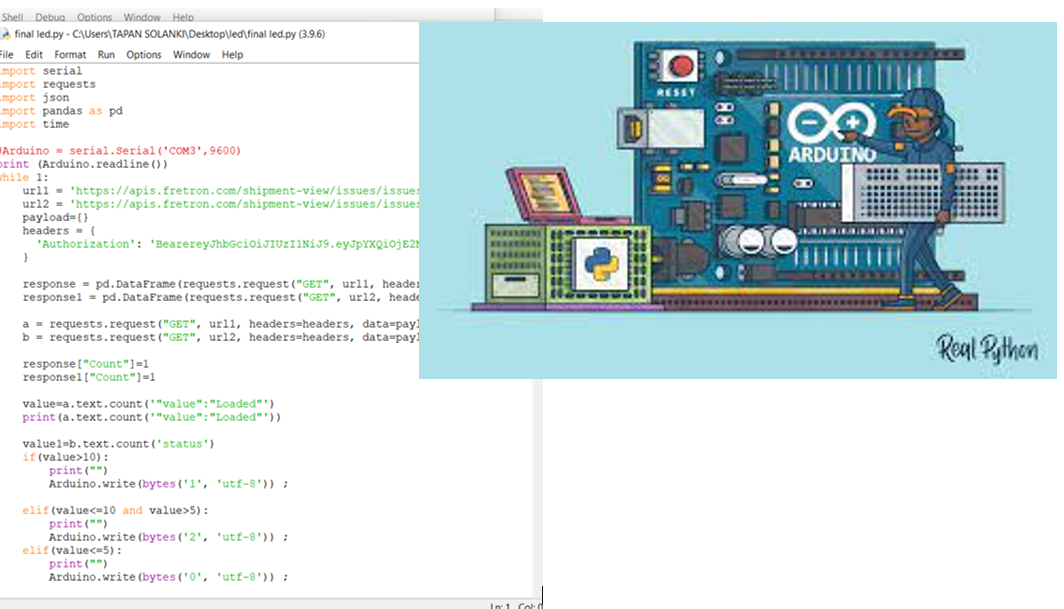 Shell Debug Options Window Help
final led.py - C:\Users\TAPAN SOLANKI\Desktop\led\final led.py (3.9.6)
File Edit Format Run Options Window Help
import serial
import requests
import json
import pandas as pd
import time
#Arduino = serial.Serial('COM3',9600)
print (Arduino.readline())
while 1:
url1 = 'https://apis.fretron.com/shipment-view/issues/issues
url2 = 'https://apis.fretron.com/shipment-view/issues/issues
payload={}
headers = {
'Authorization': 'BearereyJhbGciOiJIUzI1NiJ9.eyJpYXQiOjE2N
}
response = pd.DataFrame(requests.request("GET", url1, header
response1 = pd.DataFrame(requests.request("GET", url2, heade
a = requests.request("GET", url1, headers=headers, data=payl
b = requests.request("GET", url2, headers=headers, data=payl
response["Count"]=1
response1["Count"]=1
value=a.text.count('"value":"Loaded"')
print(a.text.count('"value":"Loaded"'))
value1=b.text.count('status')
if(value>10):
print("")
Arduino.write(bytes('1', 'utf-8')) ;
elif(value<=10 and value>5):
print("")
Arduino.write(bytes('2', 'utf-8')) ;
elif(value<=5):
print("")
Arduino.write(bytes('0', 'utf-8')) ;
Ln: 1 Col: 0
RESET
ARDUINO
Real Python